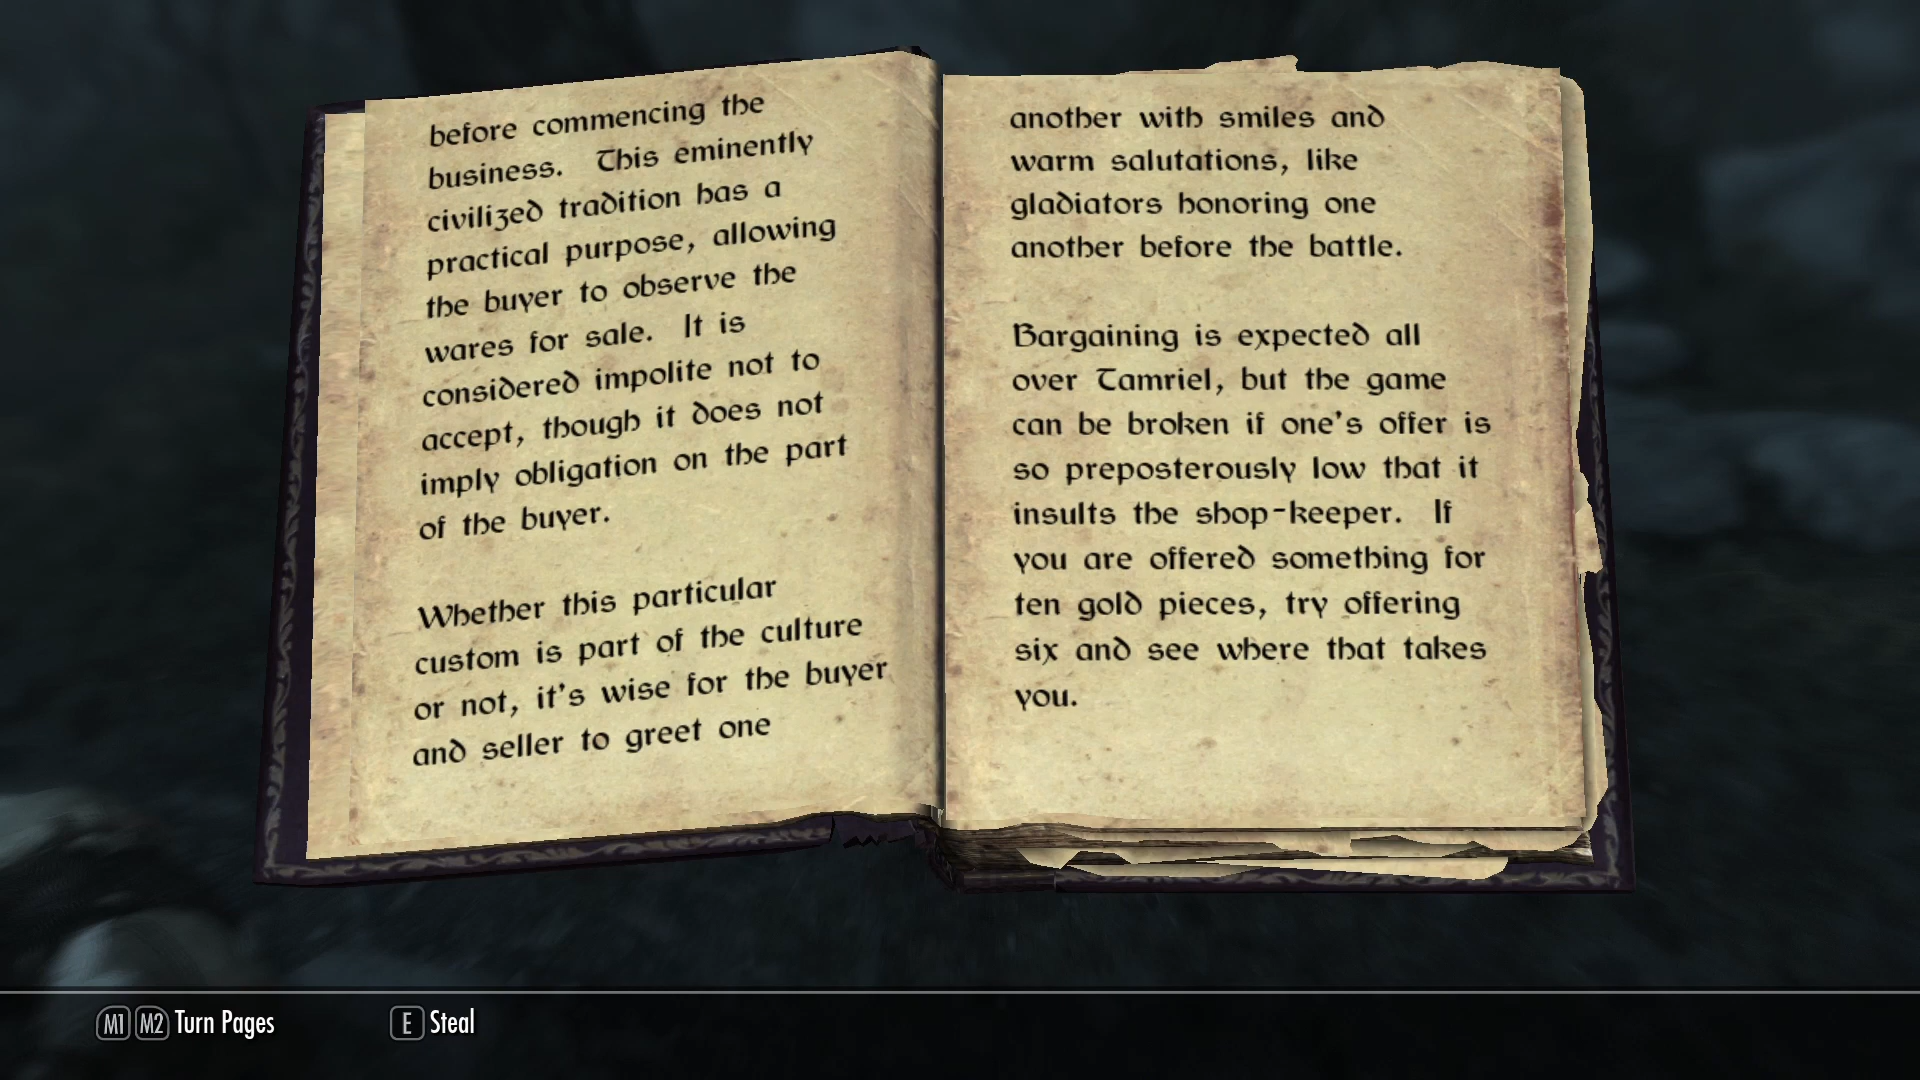 before commencing the
business.  This eminently
civilized tradition has a
practical purpose, allowing
the buyer to observe the
wares for sale.  It is
considered impolite not to
accept, though it does not
imply obligation on the part
of the buyer.
Whether this particular
custom is part of the culture
or not, it's wise for the buyer
and seller to greet one
another with smiles and
warm salutations, like
gladiators honoring one
another before the battle.
Bargaining is expected all
over Tamriel, but the game
can be broken if one's offer is
so preposterously low that it
insults the shop-keeper.  If
you are offered something for
ten gold pieces, try offering
six and see where that takes
you.
M1 M2 Turn Pages
E Steal